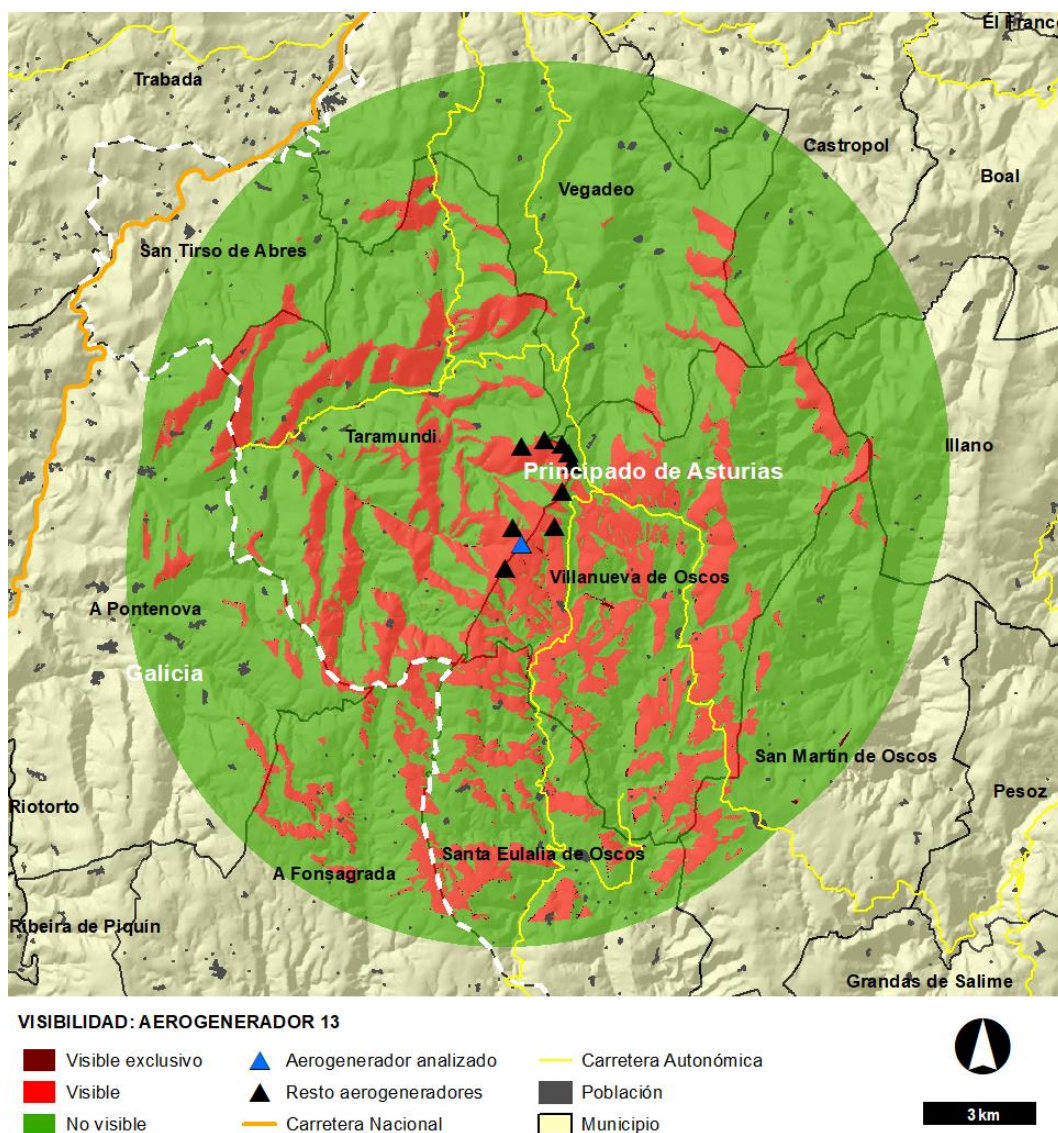 El Franco
Trabada
Castropol
Boal
Vegadeo
San Tirso de Abres
Taramundi
Illano
Principado de Asturias
Villanueva de Oscos
A Pontenova
Galicia
San Martín de Oscos
Riotorto
Pesoz
Santa Eulalia de Oscos
A Fonsagrada
Ribeira de Piquín
Grandas de Salime
VISIBILIDAD: AEROGENERADOR 13
Visible exclusivo
Aerogenerador analizado
Carretera Autonómica
Visible
Resto aerogeneradores
Población
No visible
Carretera Nacional
Municipio
3 km